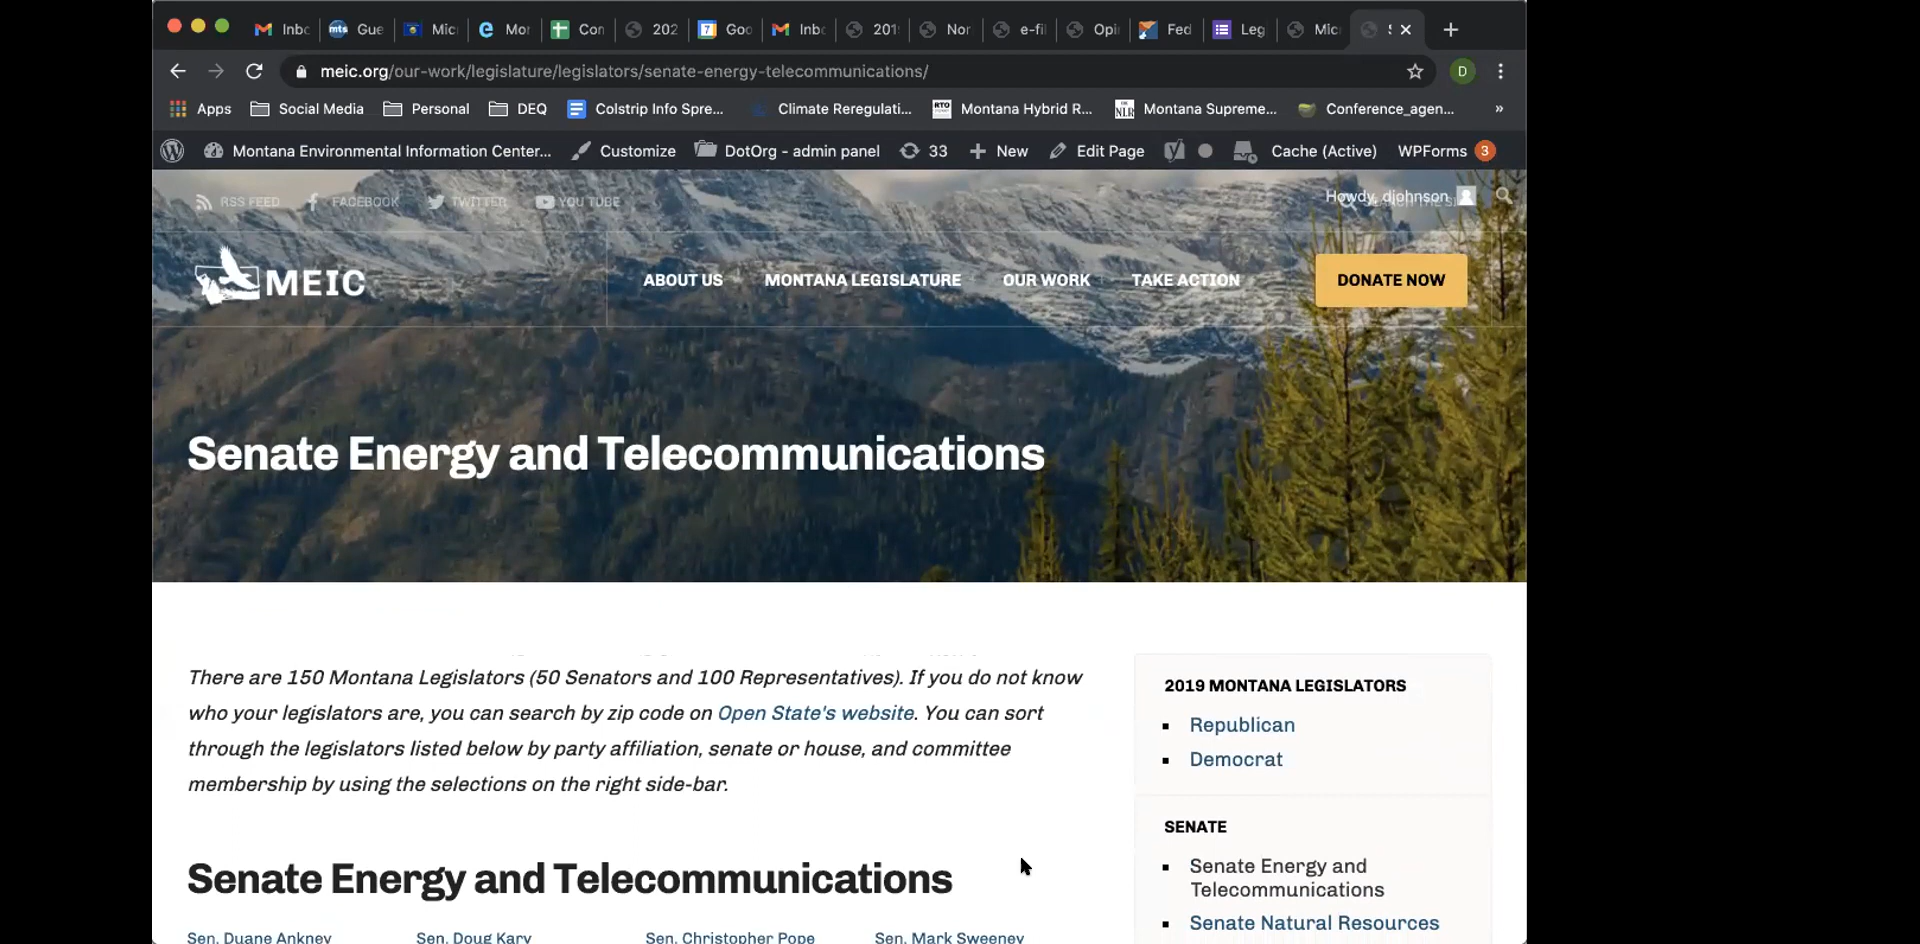 Inbc
mts Gue
Mic
Mor
Con
202
7 Goo
Inbc
201
Nor
e-fil
Opi
Fed
Leg
Mic
meic.org/our-work/legislature/legislators/senate-energy-telecommunications/
D
Apps Social Media Personal DEQ Colstrip Info Spre... Climate Reregulati... RTO Montana Hybrid R... NLR Montana Supreme... Conference_agen... »
Montana Environmental Information Center... Customize DotOrg - admin panel 33 New Edit Page Cache (Active) WPForms 3
RSS FEED FACEBOOK TWITTER YOU TUBE Howdy, djohnson
MEIC ABOUT US MONTANA LEGISLATURE OUR WORK TAKE ACTION DONATE NOW
Senate Energy and Telecommunications
There are 150 Montana Legislators (50 Senators and 100 Representatives). If you do not know
who your legislators are, you can search by zip code on Open State's website. You can sort
through the legislators listed below by party affiliation, senate or house, and committee
membership by using the selections on the right side-bar.
Senate Energy and Telecommunications
Sen. Duane Ankney Sen. Doug Kary Sen. Christopher Pope Sen. Mark Sweeney
2019 MONTANA LEGISLATORS
Republican
Democrat
SENATE
Senate Energy and
Telecommunications
Senate Natural Resources